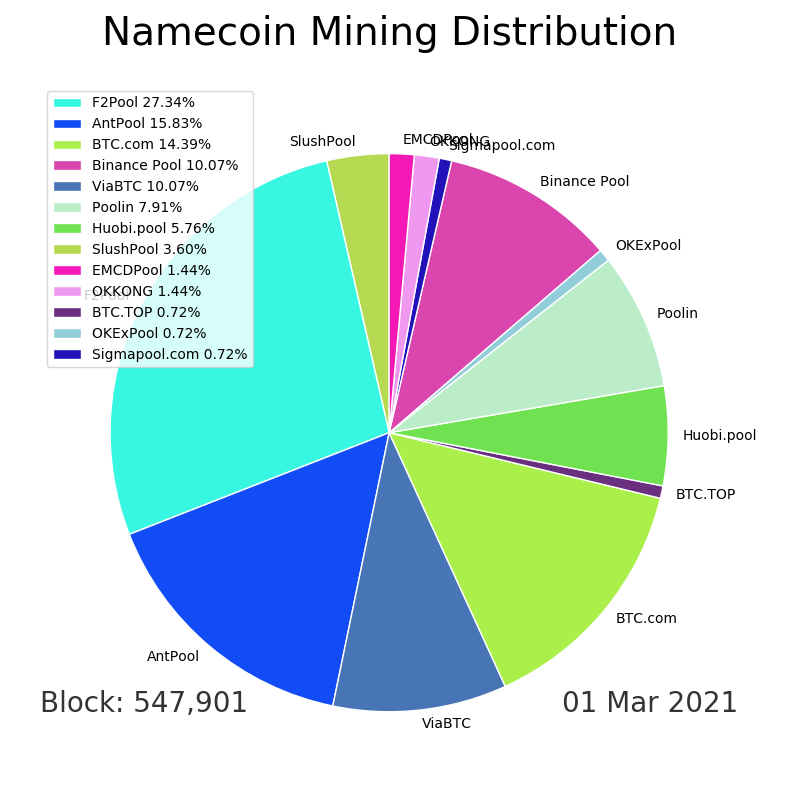 Namecoin Mining Distribution
F2Pool 27.34%
AntPool 15.83%
BTC.com 14.39%
Binance Pool 10.07%
ViaBTC 10.07%
Poolin 7.91%
Huobi.pool 5.76%
SlushPool 3.60%
EMCDPool 1.44%
OKKONG 1.44%
BTC.TOP 0.72%
OKExPool 0.72%
Sigmapool.com 0.72%
SlushPool
EMCDPool
OKKONG
Sigmapool.com
Binance Pool
OKExPool
Poolin
Huobi.pool
BTC.TOP
BTC.com
ViaBTC
AntPool
F2Pool
Block: 547,901
01 Mar 2021